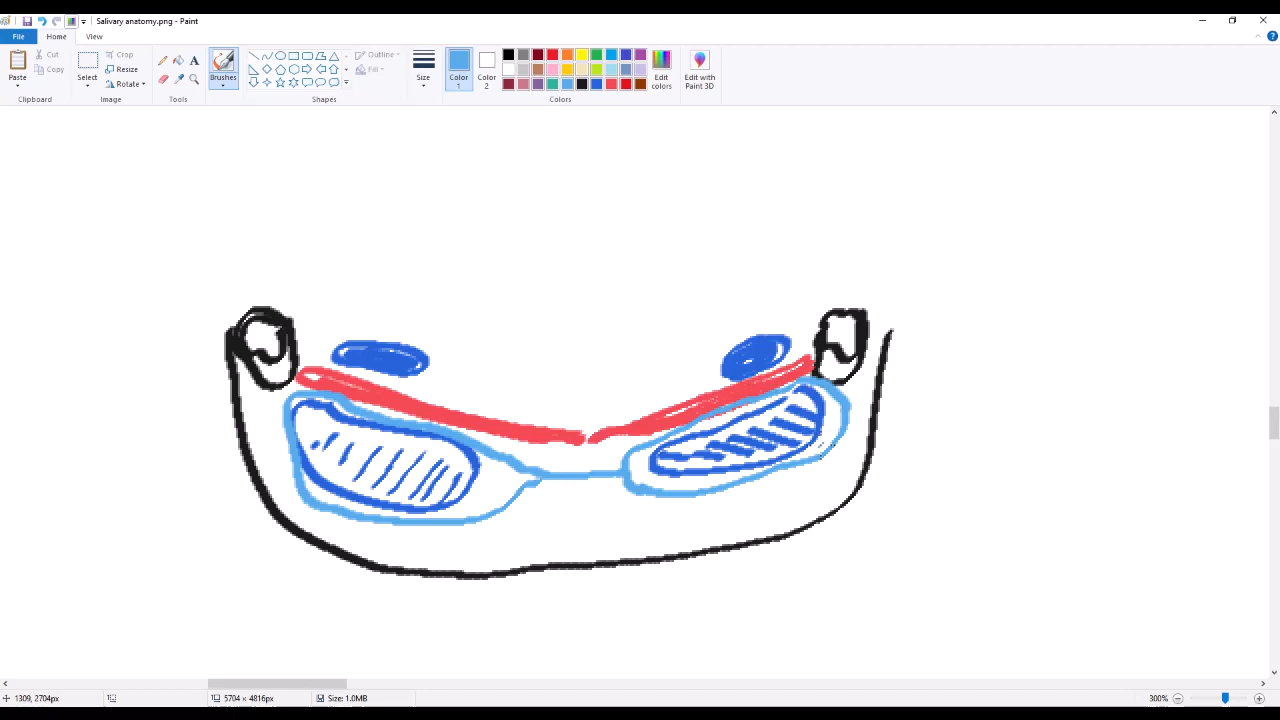 Salivary anatomy.png - Paint
File Home View
Cut
Crop
Outline
Copy
Resize
Fill
Rotate
A
Paste Select Brushes Size Color 1 Color 2 Edit colors Edit with Paint 3D
Clipboard Image Tools Shapes Colors
1309, 2704px 5704 × 4816px Size: 1.0MB 300%